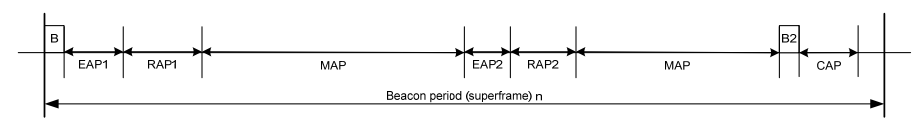 B
B2
EAP1
RAP1
MAP
EAP2
RAP2
MAP
CAP
Beacon period (superframe) n